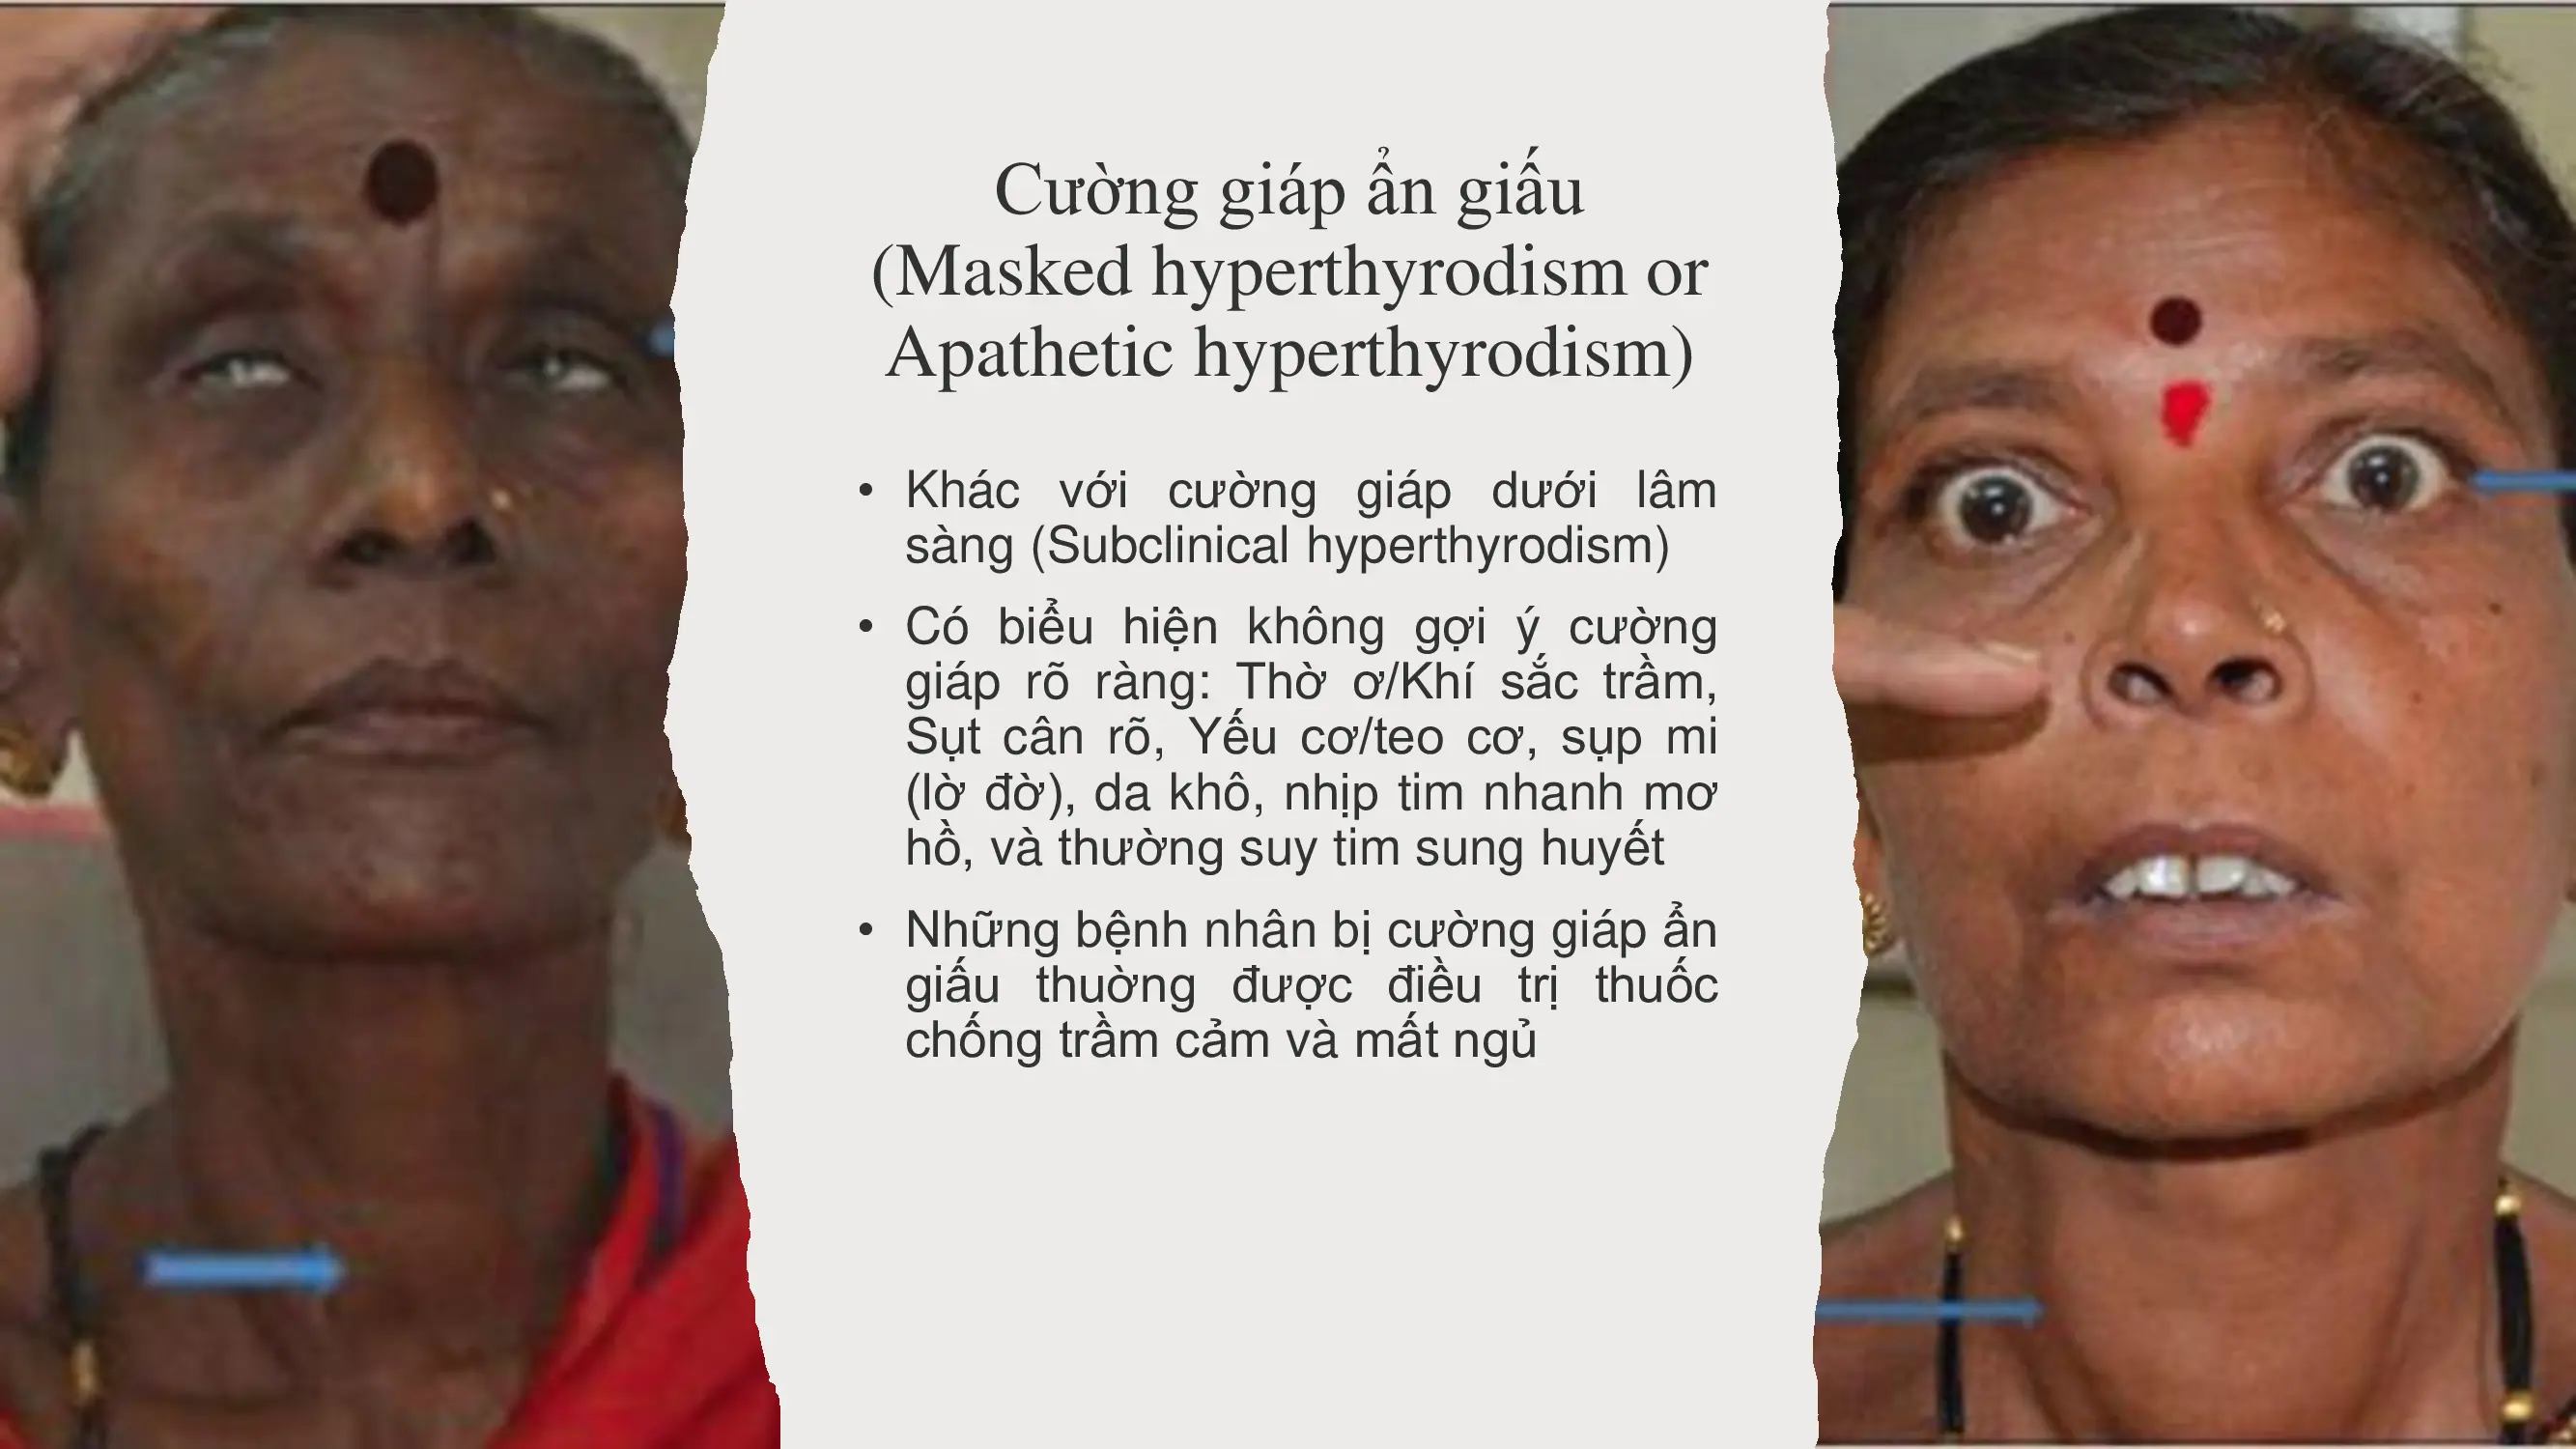 Cường giáp ẩn giấu
(Masked hyperthyrodism or
Apathetic hyperthyrodism)
• Khác với cường giáp dưới lâm
sàng (Subclinical hyperthyrodism)
• Có biểu hiện không gợi ý cường
giáp rõ ràng: Thờ ơ/Khí sắc trầm,
Sụt cân rõ, Yếu cơ/teo cơ, sụp mi
(lờ đờ), da khô, nhịp tim nhanh mơ
hồ, và thường suy tim sung huyết
• Những bệnh nhân bị cường giáp ẩn
giấu thuờng được điều trị thuốc
chống trầm cảm và mất ngủ